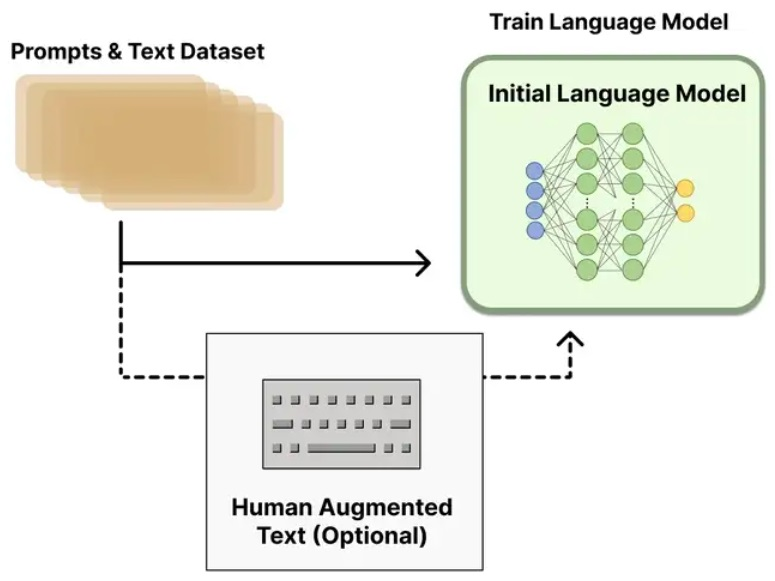 Train Language Model
Prompts & Text Dataset
Initial Language Model
Human Augmented
Text (Optional)